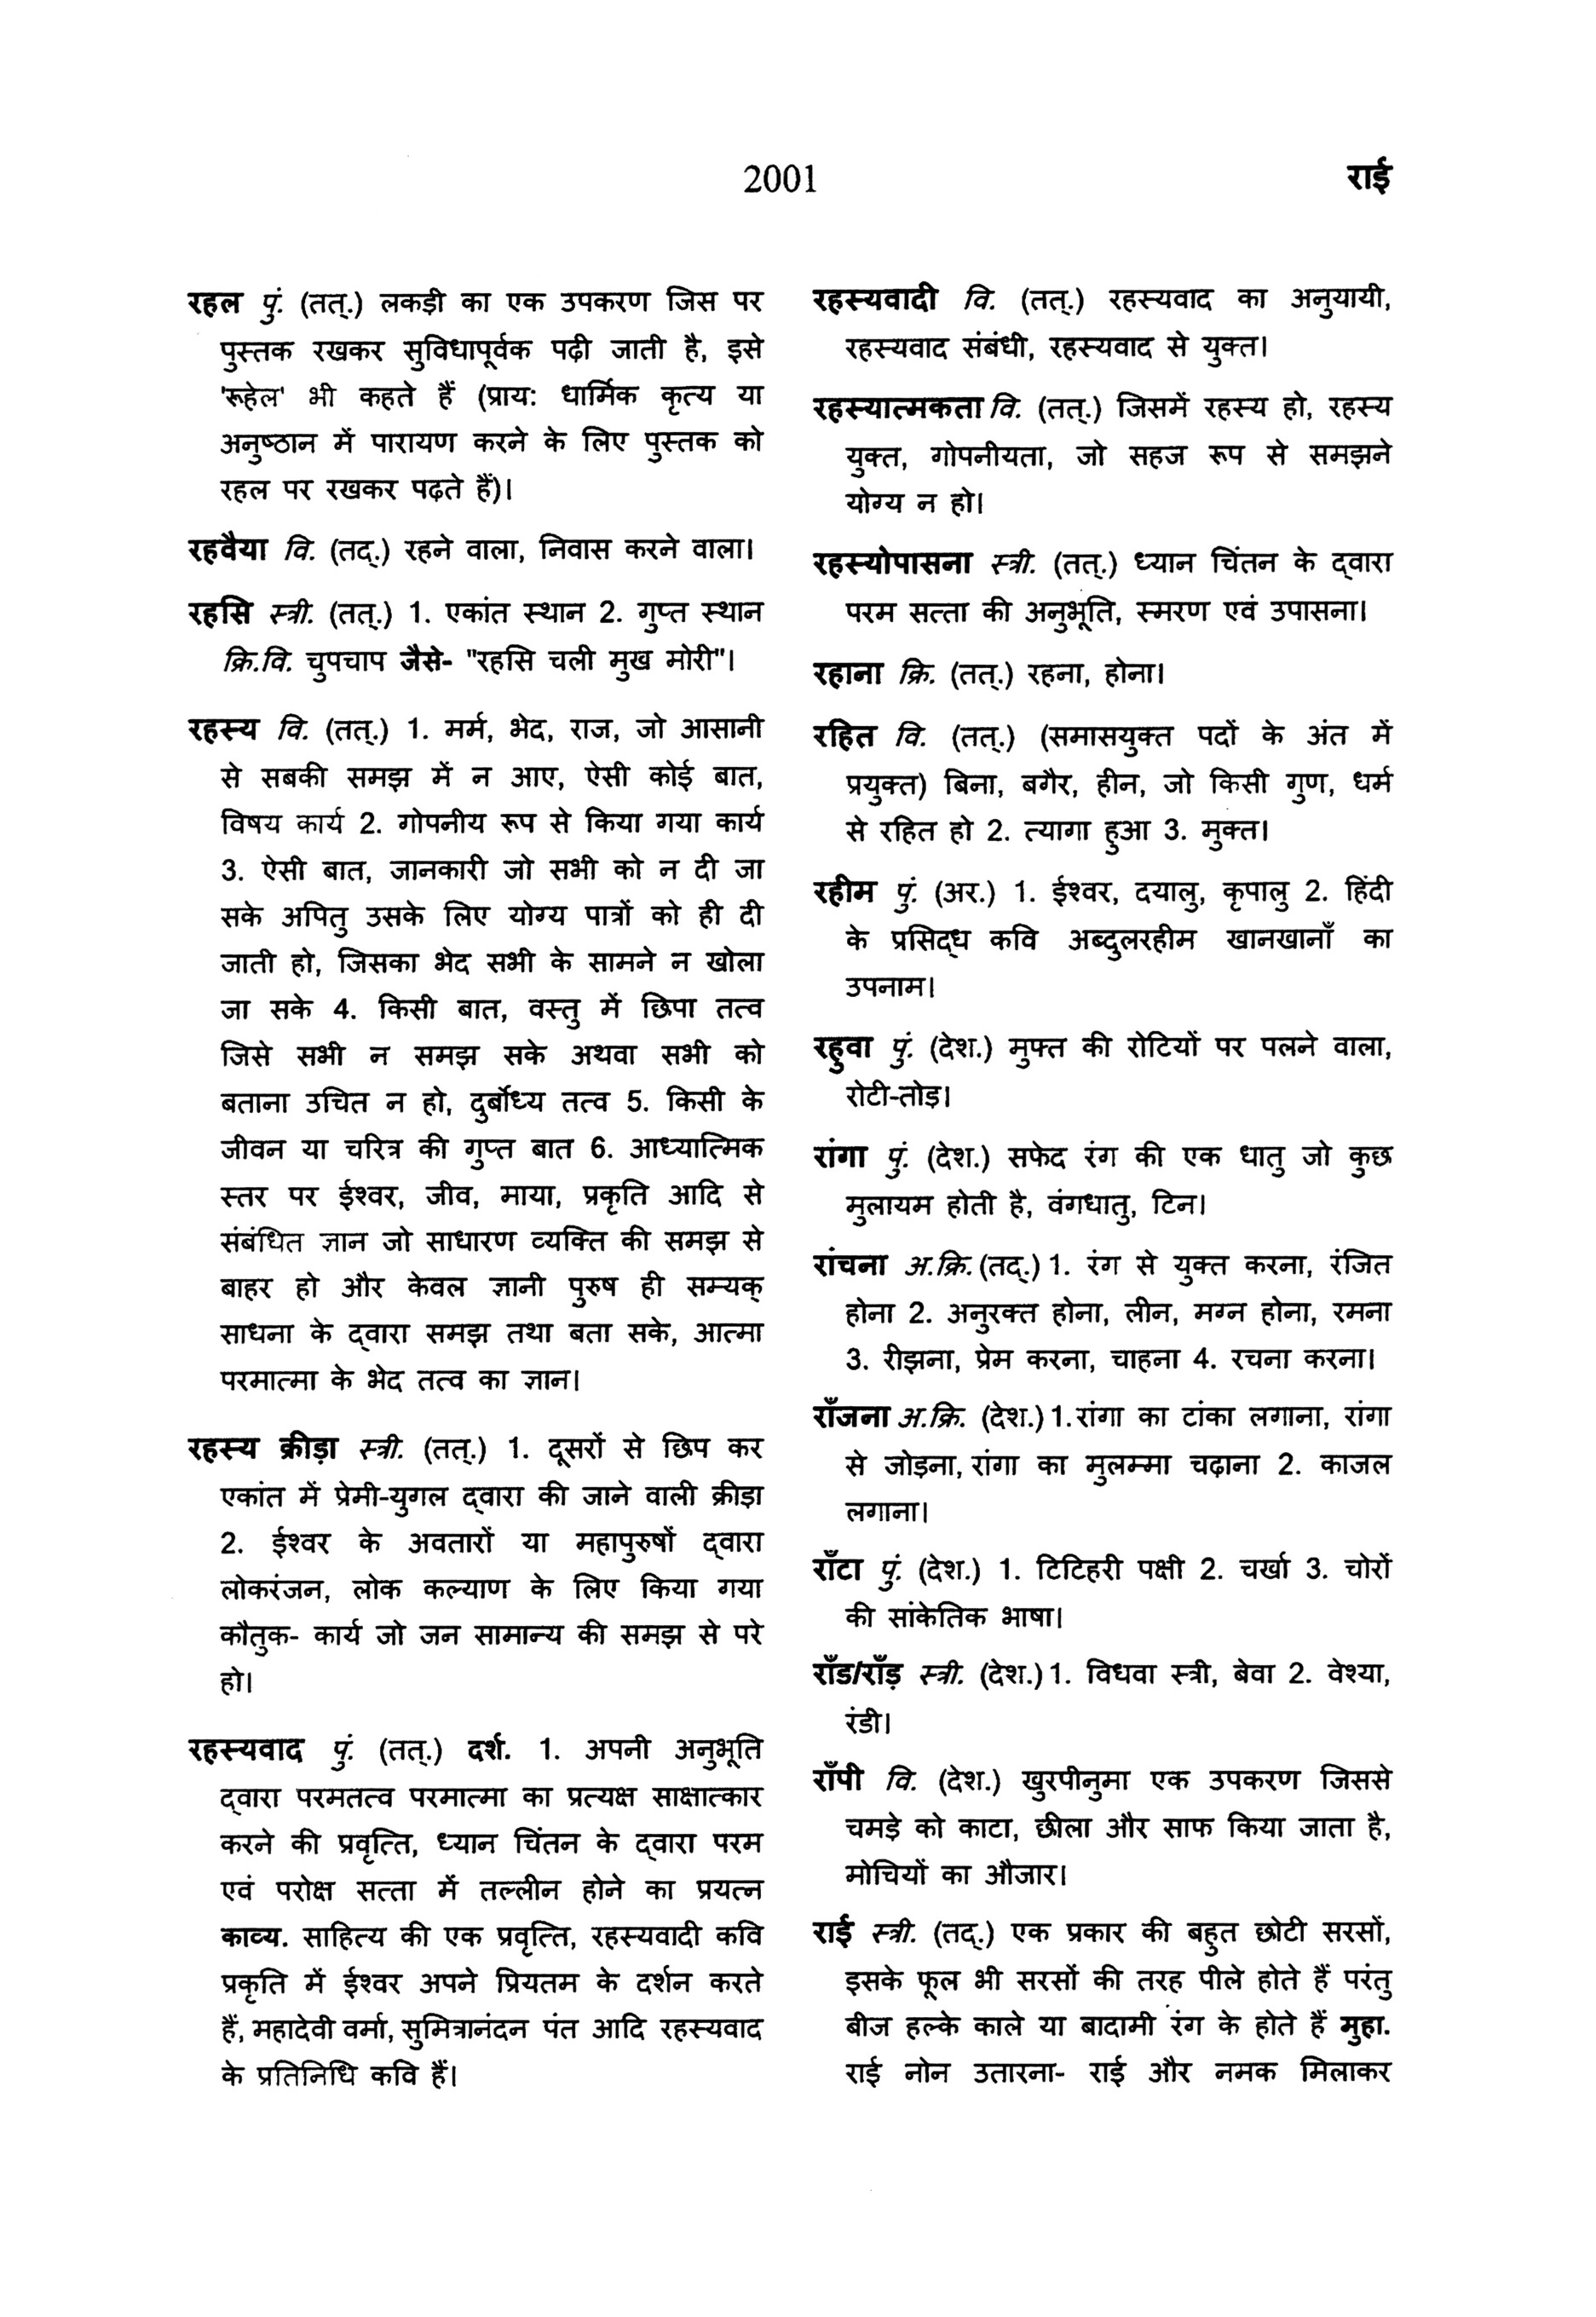 2001
राई
रहल पुं. (तत्.) लकड़ी का एक उपकरण जिस पर
पुस्तक रखकर सुविधापूर्वक पढ़ी जाती है, इसे
'रूहेल' भी कहते हैं (प्राय: धार्मिक कृत्य या
अनुष्ठान में पारायण करने के लिए पुस्तक को
रहल पर रखकर पढ़ते हैं)।
रहवैया वि. (तद्.) रहने वाला, निवास करने वाला।
रहसि स्त्री. (तत्.) 1. एकांत स्थान 2. गुप्त स्थान
क्रि.वि. चुपचाप जैसे- "रहसि चली मुख मोरी"।
रहस्य वि. (तत्.) 1. मर्म, भेद, राज, जो आसानी
से सबकी समझ में न आए, ऐसी कोई बात,
विषय कार्य 2. गोपनीय रूप से किया गया कार्य
3. ऐसी बात, जानकारी जो सभी को न दी जा
सके अपितु उसके लिए योग्य पात्रों को ही दी
जाती हो, जिसका भेद सभी के सामने न खोला
जा सके 4. किसी बात, वस्तु में छिपा तत्व
जिसे सभी न समझ सके अथवा सभी को
बताना उचित न हो, दुर्बोध्य तत्व 5. किसी के
जीवन या चरित्र की गुप्त बात 6. आध्यात्मिक
स्तर पर ईश्वर, जीव, माया, प्रकृति आदि से
संबंधित ज्ञान जो साधारण व्यक्ति की समझ से
बाहर हो और केवल ज्ञानी पुरुष ही सम्यक्
साधना के द्वारा समझ तथा बता सके, आत्मा
परमात्मा के भेद तत्व का ज्ञान।
रहस्य क्रीड़ा स्त्री. (तत्.) 1. दूसरों से छिप कर
एकांत में प्रेमी-युगल द्वारा की जाने वाली क्रीड़ा
2. ईश्वर के अवतारों या महापुरुषों द्वारा
लोकरंजन, लोक कल्याण के लिए किया गया
कौतुक- कार्य जो जन सामान्य की समझ से परे
हो।
रहस्यवाद पुं. (तत्.) दर्श. 1. अपनी अनुभूति
द्वारा परमतत्व परमात्मा का प्रत्यक्ष साक्षात्कार
करने की प्रवृत्ति, ध्यान चिंतन के द्वारा परम
एवं परोक्ष सत्ता में तल्लीन होने का प्रयत्न
काव्य. साहित्य की एक प्रवृत्ति, रहस्यवादी कवि
प्रकृति में ईश्वर अपने प्रियतम के दर्शन करते
हैं, महादेवी वर्मा, सुमित्रानंदन पंत आदि रहस्यवाद
के प्रतिनिधि कवि हैं।
रहस्यवादी वि. (तत्.) रहस्यवाद का अनुयायी,
रहस्यवाद संबंधी, रहस्यवाद से युक्त।
रहस्यात्मकता वि. (तत्.) जिसमें रहस्य हो, रहस्य
युक्त, गोपनीयता, जो सहज रूप से समझने
योग्य न हो।
रहस्योपासना स्त्री. (तत्.) ध्यान चिंतन के द्वारा
परम सत्ता की अनुभूति, स्मरण एवं उपासना।
रहाना क्रि. (तत्.) रहना, होना।
रहित वि. (तत्.) (समासयुक्त पदों के अंत में
प्रयुक्त) बिना, बगैर, हीन, जो किसी गुण, धर्म
से रहित हो 2. त्यागा हुआ 3. मुक्त।
रहीम पुं. (अर.) 1. ईश्वर, दयालु, कृपालु 2. हिंदी
के प्रसिद्ध कवि अब्दुलरहीम खानखानाँ का
उपनाम।
रहुवा पुं. (देश.) मुफ्त की रोटियों पर पलने वाला,
रोटी-तोड़।
रांगा पुं. (देश.) सफेद रंग की एक धातु जो कुछ
मुलायम होती है, वंगधातु, टिन।
रांचना अ.क्रि. (तद्.) 1. रंग से युक्त करना, रंजित
होना 2. अनुरक्त होना, लीन, मग्न होना, रमना
3. रीझना, प्रेम करना, चाहना 4. रचना करना।
राँजना अ.क्रि. (देश.) 1. रांगा का टांका लगाना, रांगा
से जोड़ना, रांगा का मुलम्मा चढ़ाना 2. काजल
लगाना।
राँटा पुं. (देश.) 1. टिटिहरी पक्षी 2. चर्खा 3. चोरों
की सांकेतिक भाषा।
राँड/राँड़ स्त्री. (देश.) 1. विधवा स्त्री, बेवा 2. वेश्या,
रंडी।
राँपी वि. (देश.) खुरपीनुमा एक उपकरण जिससे
चमड़े को काटा, छीला और साफ किया जाता है,
मोचियों का औजार।
राई स्त्री. (तद्.) एक प्रकार की बहुत छोटी सरसों,
इसके फूल भी सरसों की तरह पीले होते हैं परंतु
बीज हल्के काले या बादामी रंग के होते हैं मुहा.
राई नोन उतारना- राई और नमक मिलाकर